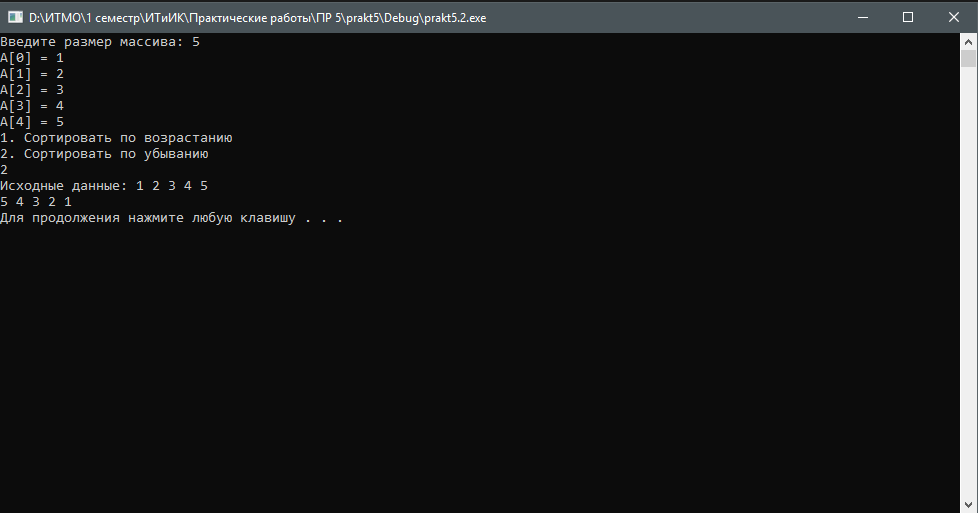 D:\ИТМО\1 семестр\ИТиИК\Практические работы\ПР 5\prakt5\Debug\prakt5.2.exe
Введите размер массива: 5
A[0] = 1
A[1] = 2
A[2] = 3
A[3] = 4
A[4] = 5
1. Сортировать по возрастанию
2. Сортировать по убыванию
2
Исходные данные: 1 2 3 4 5
5 4 3 2 1
Для продолжения нажмите любую клавишу . . .